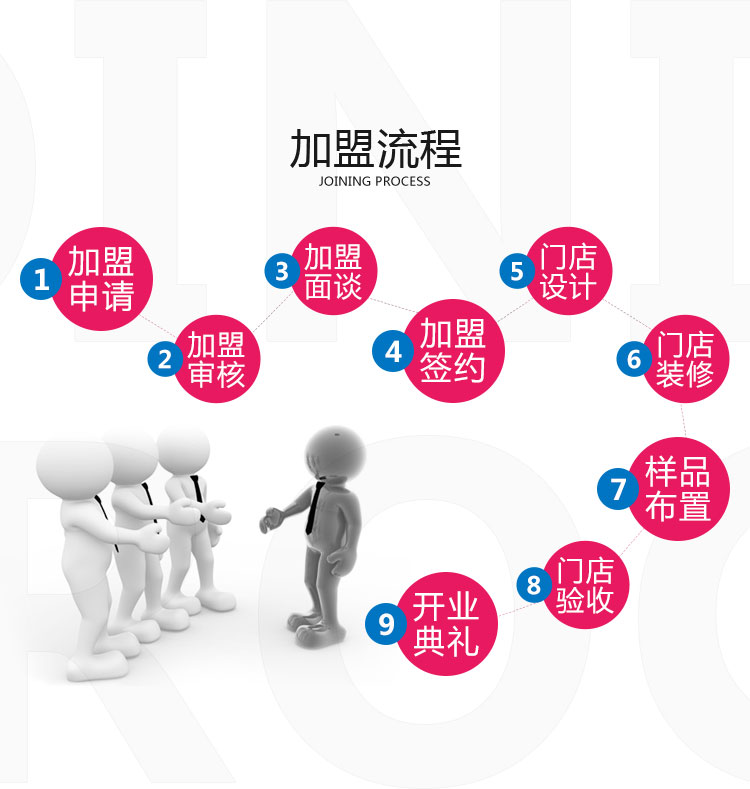 加盟流程
JOINING PROCESS
1
加盟
申请
2
加盟
审核
3
加盟
面谈
4
加盟
签约
5
门店
设计
6
门店
装修
7
样品
布置
8
门店
验收
9
开业
典礼